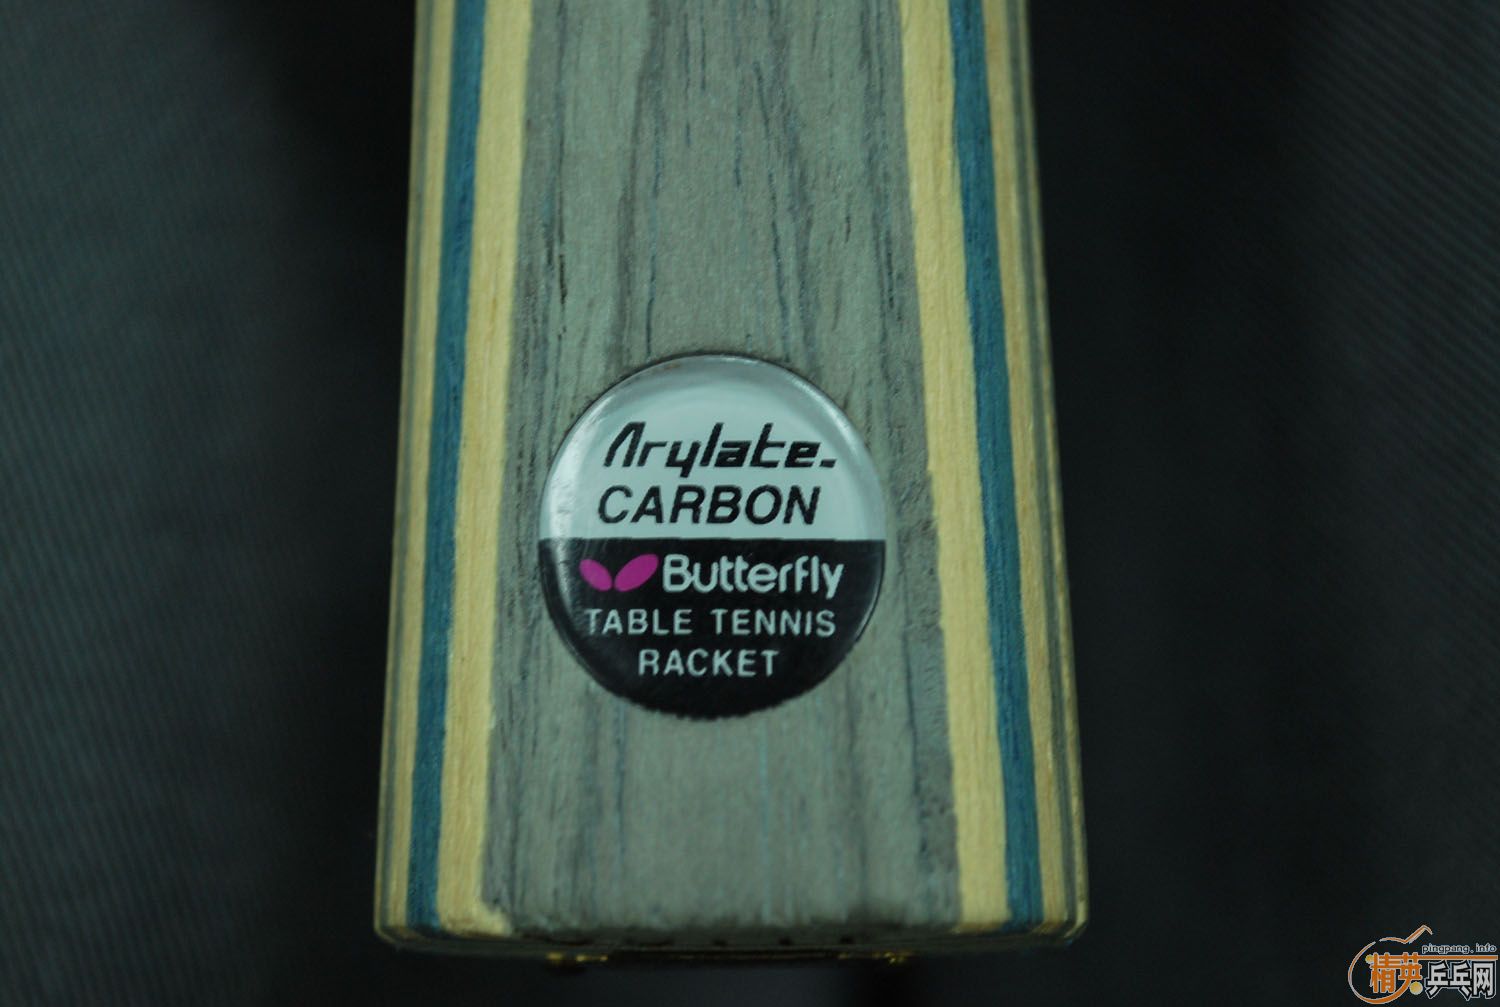 Arylate-
CARBON
Butterfly
TABLE TENNIS
RACKET
pingpang.info
精英乒乓网